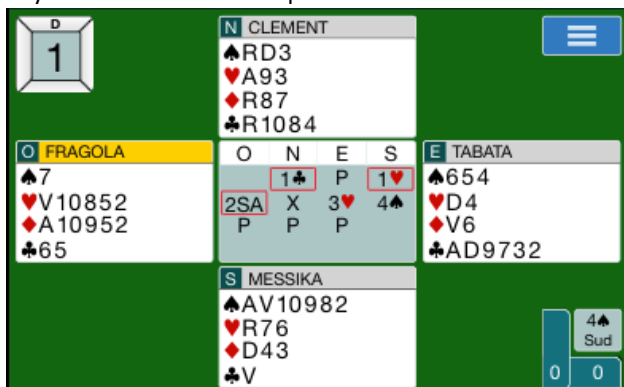 D
1
N CLEMENT
♠RD3
♥A93
♦R87
♣R1084
O FRAGOLA
♠7
♥V10852
♦A10952
♣65
O N E S
1♣ P 1♥
2SA X 3♥ 4♠
P P P
E TABATA
♠654
♥D4
♦V6
♣AD9732
S MESSIKA
♠AV10982
♥R76
♦D43
♣V
4♠
Sud
0 0